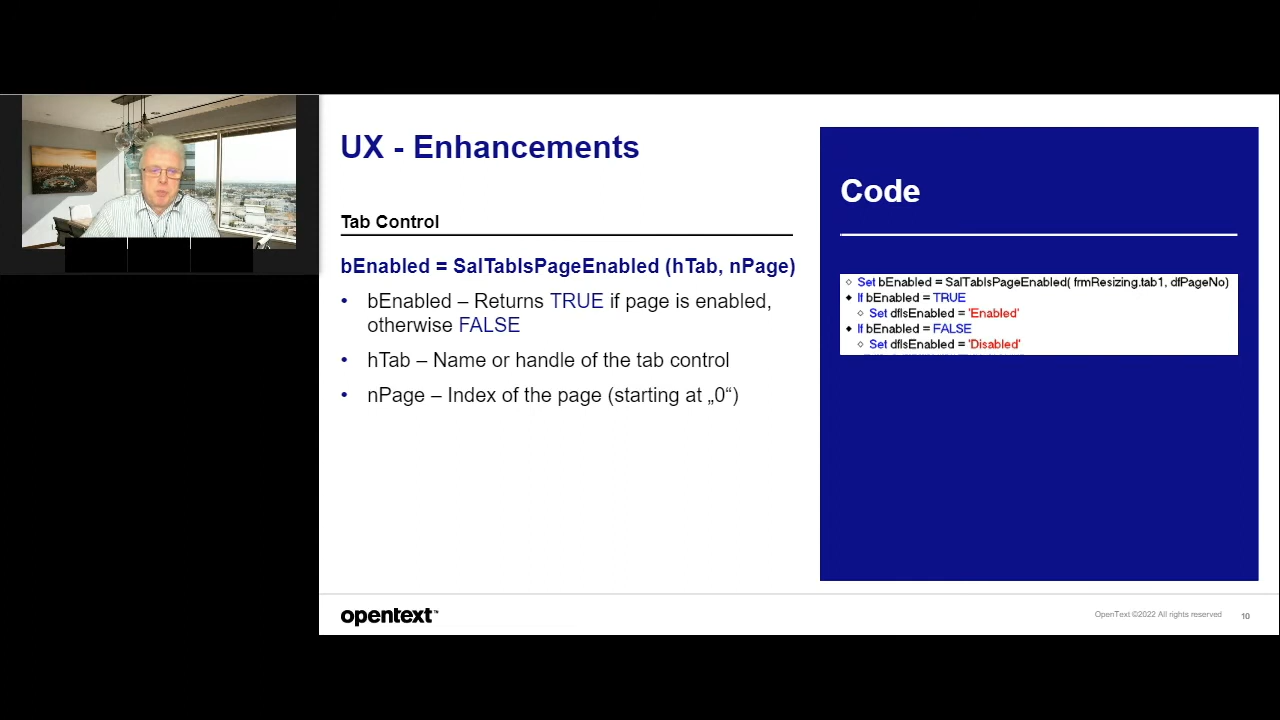 UX - Enhancements
Tab Control
bEnabled = SalTabIsPageEnabled (hTab, nPage)
• bEnabled – Returns TRUE if page is enabled,
otherwise FALSE
• hTab – Name or handle of the tab control
• nPage – Index of the page (starting at „0“)
Code
Set bEnabled = SalTabIsPageEnabled( frmResizing.tab1, dfPageNo)
If bEnabled = TRUE
Set dfIsEnabled = 'Enabled'
If bEnabled = FALSE
Set dfIsEnabled = 'Disabled'
opentext™
OpenText ©2022 All rights reserved 10